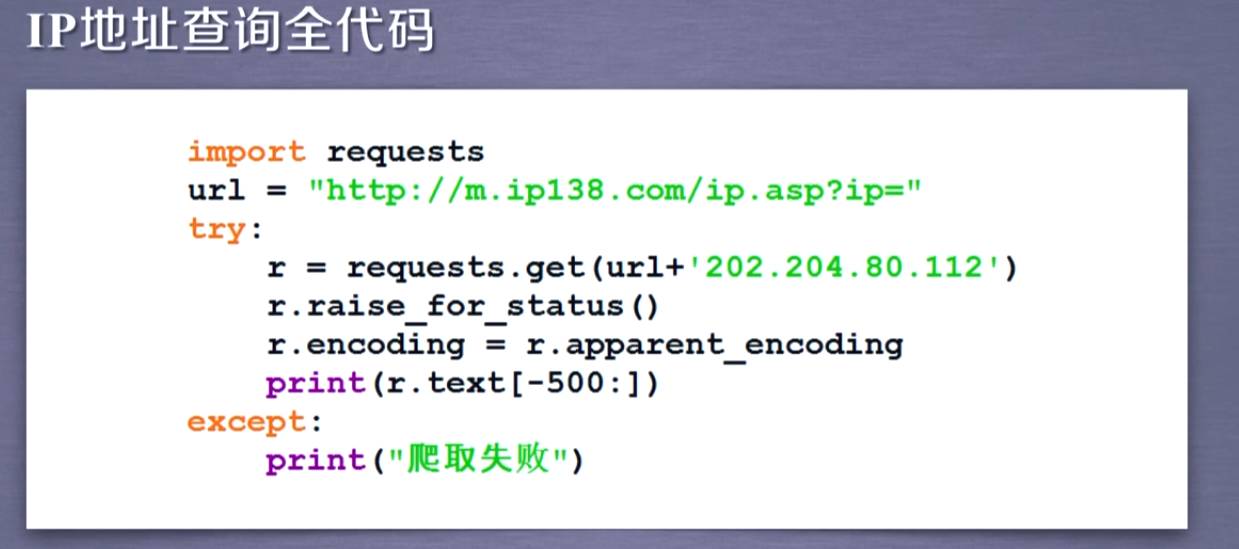 IP地址查询全代码
import requests
url = "http://m.ip138.com/ip.asp?ip="
try:
    r = requests.get(url+'202.204.80.112')
    r.raise_for_status()
    r.encoding = r.apparent_encoding
    print(r.text[-500:])
except:
    print("爬取失败")